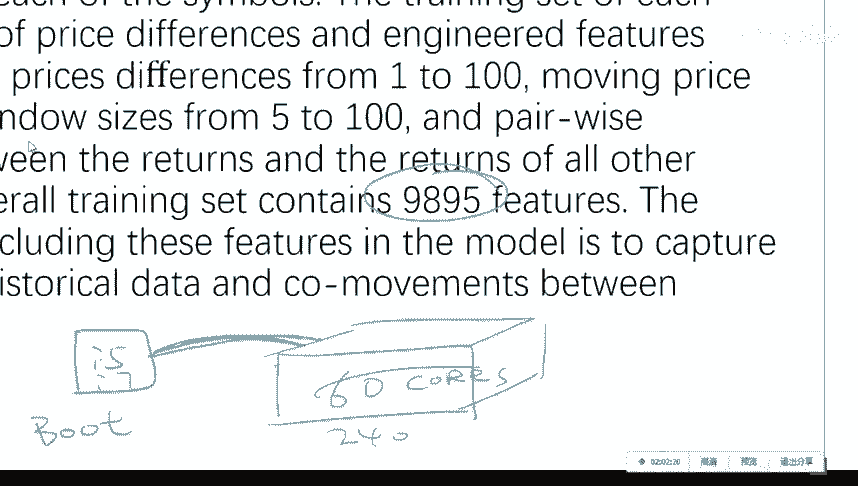 each of the symbols. The training set of each
of price differences and engineered features
prices differences from 1 to 100, moving price
ndow sizes from 5 to 100, and pair-wise
ween the returns and the returns of all other
erall training set contains 9895 features. The
cluding these features in the model is to capture
istorical data and co-movements between
i5
i7
60 CORES
Boot
240
02:02:20 高清 预览 退出分享